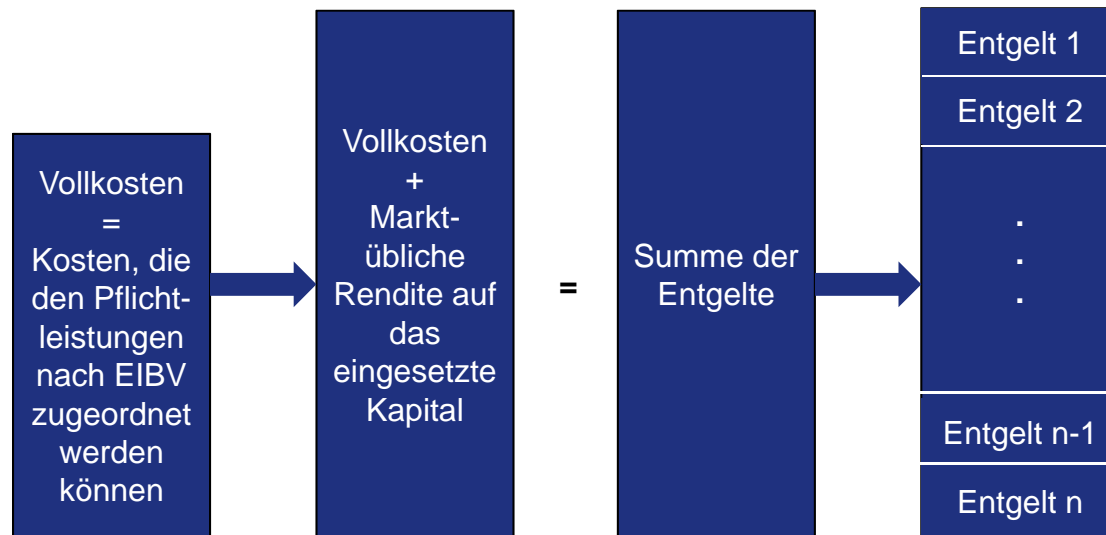 Vollkosten
=
Kosten, die
den Pflicht-
leistungen
nach EIBV
zugeordnet
werden
können
Vollkosten
+
Markt-
übliche
Rendite auf
das
eingesetzte
Kapital
=
Summe der
Entgelte
Entgelt 1
Entgelt 2
.
.
.
Entgelt n-1
Entgelt n